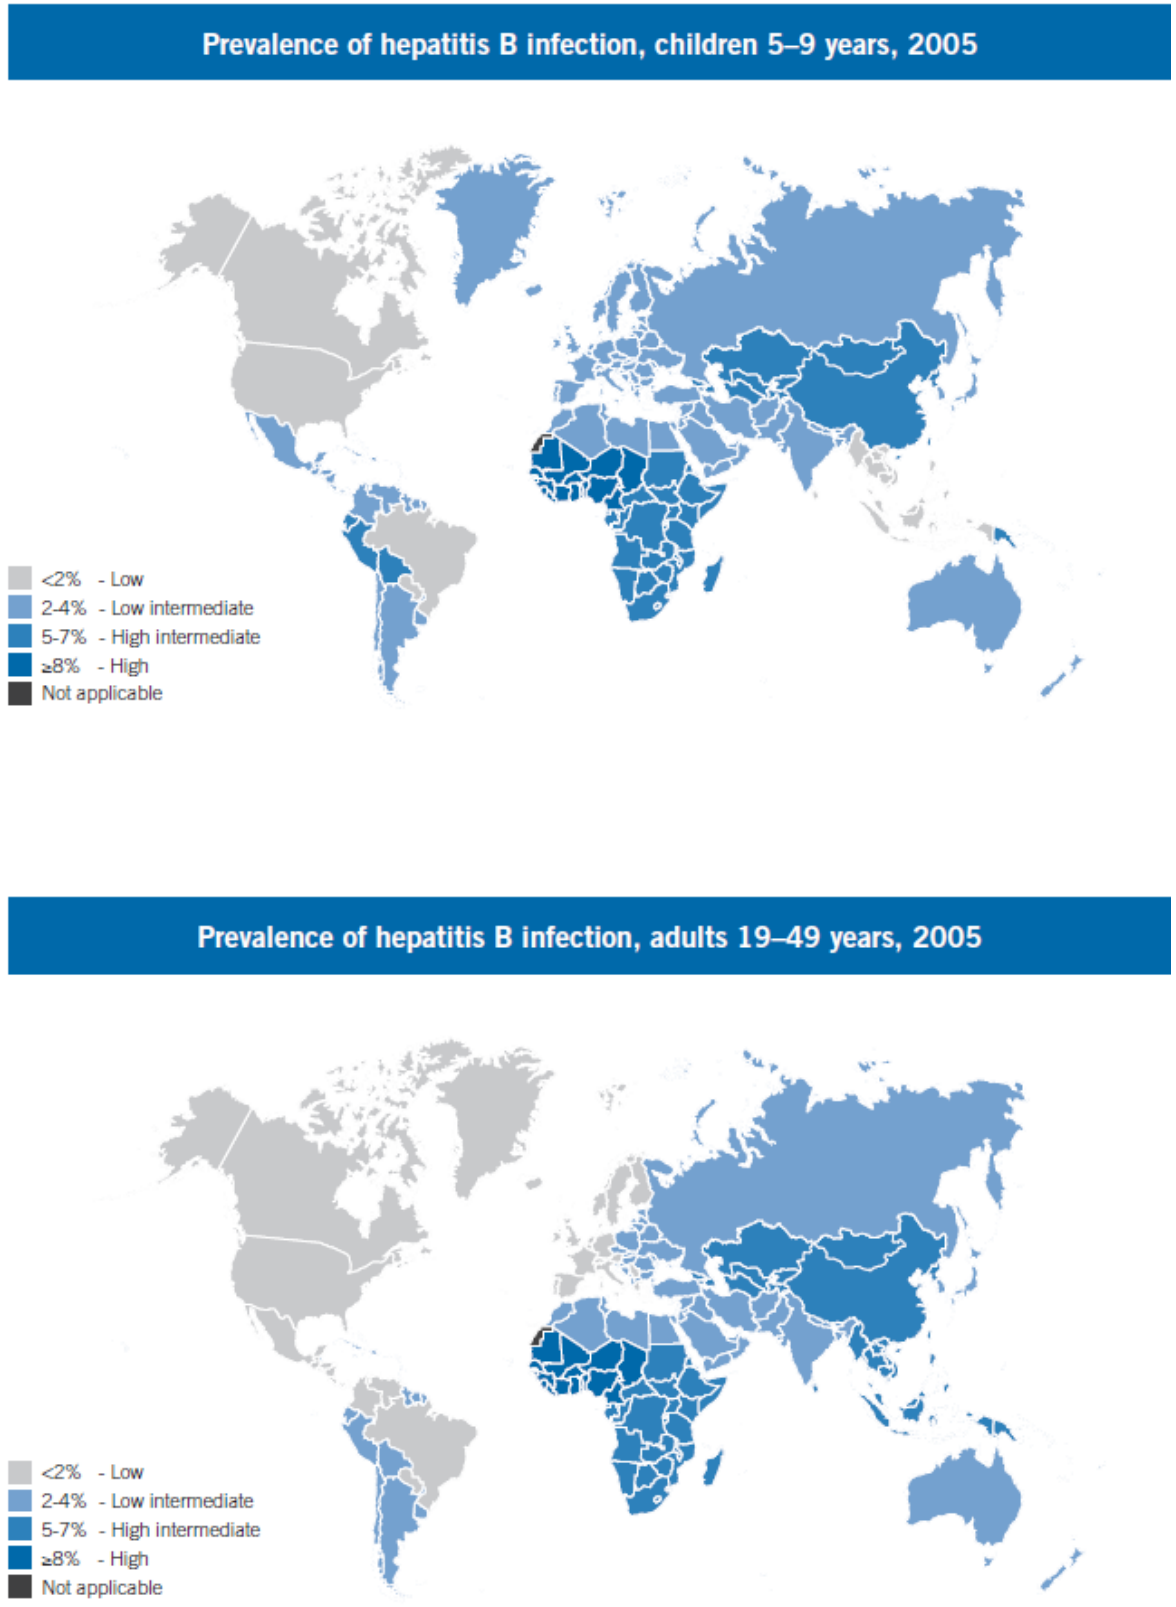 Prevalence of hepatitis B infection, children 5–9 years, 2005
<2% - Low
2-4% - Low intermediate
5-7% - High intermediate
≥8% - High
Not applicable
Prevalence of hepatitis B infection, adults 19–49 years, 2005
<2% - Low
2-4% - Low intermediate
5-7% - High intermediate
≥8% - High
Not applicable